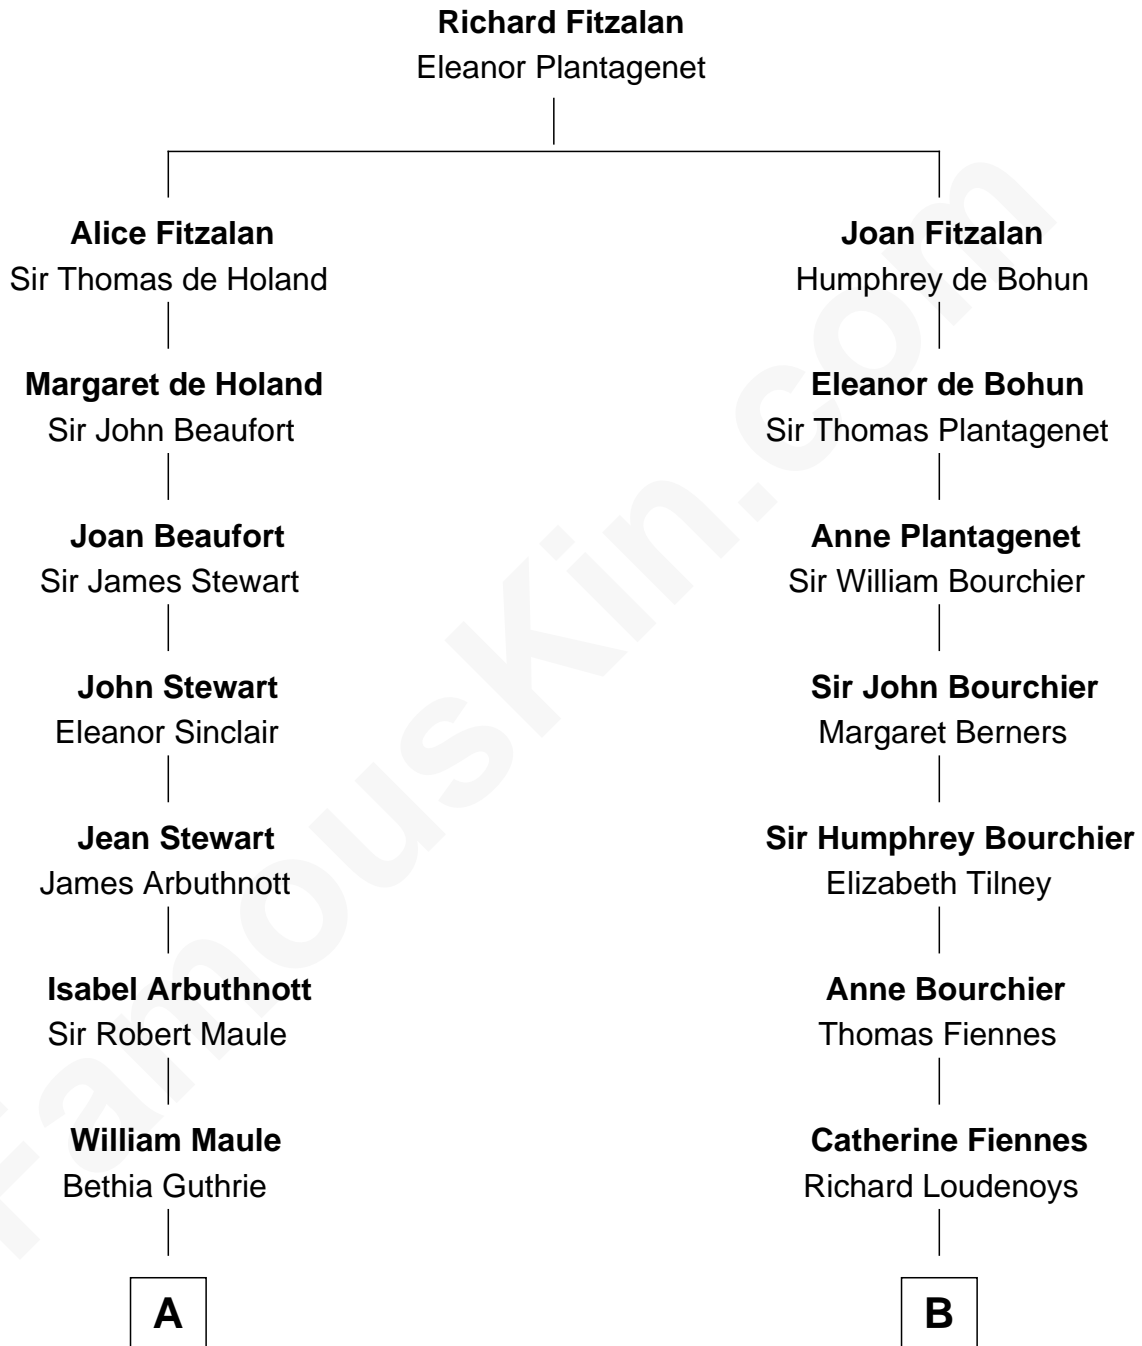 Richard Fitzalan
Eleanor Plantagenet
Alice Fitzalan
Sir Thomas de Holand
Joan Fitzalan
Humphrey de Bohun
Margaret de Holand
Sir John Beaufort
Eleanor de Bohun
Sir Thomas Plantagenet
Joan Beaufort
Sir James Stewart
Anne Plantagenet
Sir William Bourchier
John Stewart
Eleanor Sinclair
Sir John Bourchier
Margaret Berners
Jean Stewart
James Arbuthnott
Sir Humphrey Bourchier
Elizabeth Tilney
Isabel Arbuthnott
Sir Robert Maule
Anne Bourchier
Thomas Fiennes
William Maule
Bethia Guthrie
Catherine Fiennes
Richard Loudenoys
A
B
FamousKin.com